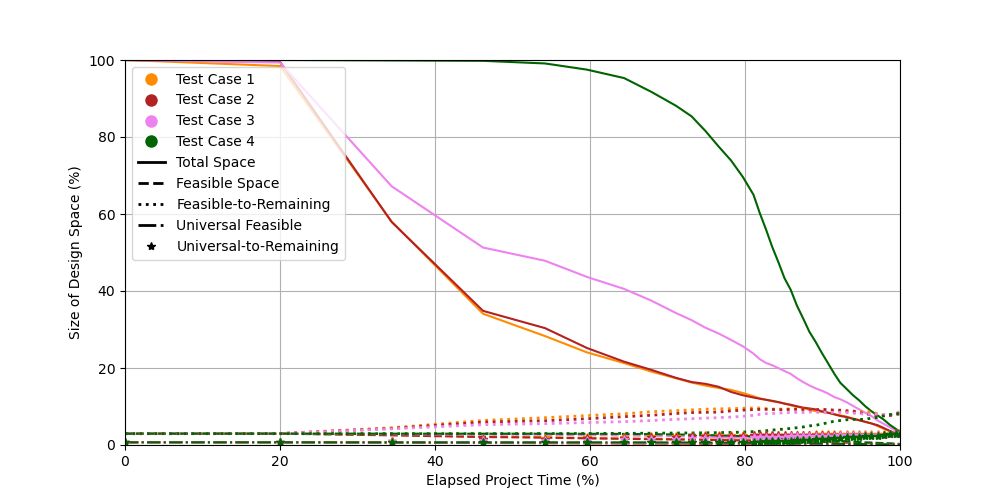 100
80
60
40
20
0
Size of Design Space (%)
Test Case 1
Test Case 2
Test Case 3
Test Case 4
Total Space
Feasible Space
Feasible-to-Remaining
Universal Feasible
Universal-to-Remaining
0 20 40 60 80 100
Elapsed Project Time (%)